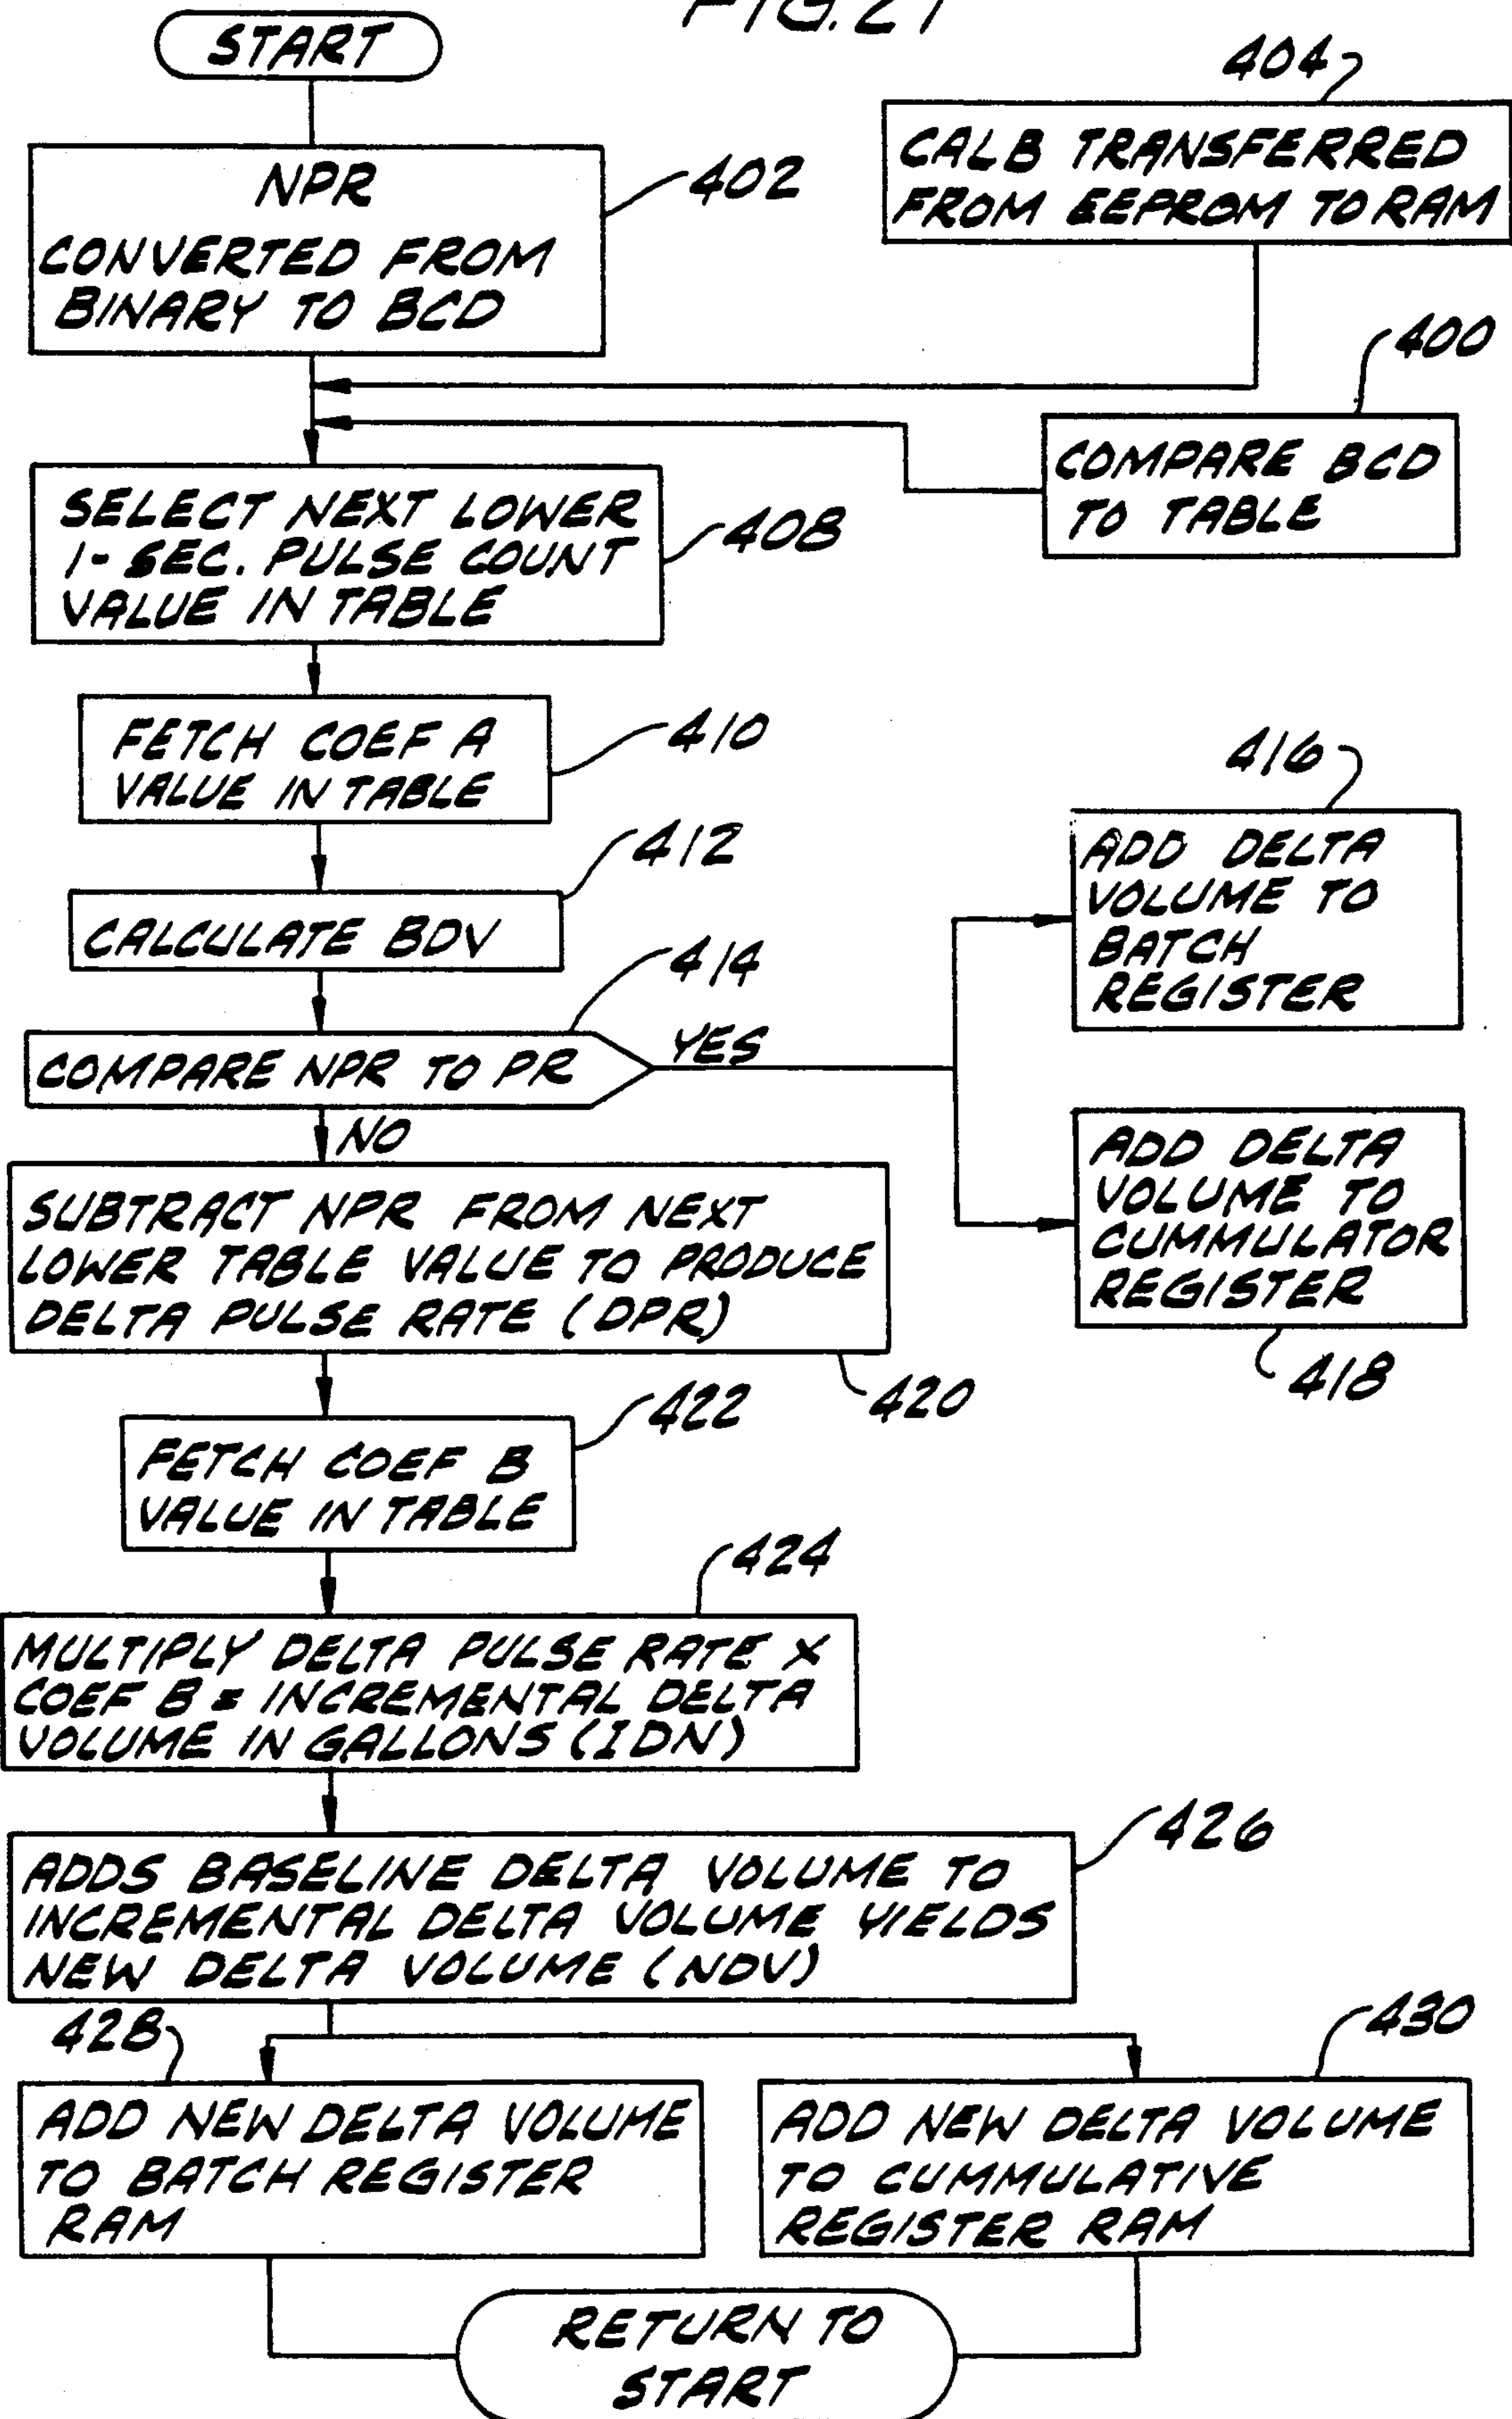 FIG. 21
START
404
CALB TRANSFERRED
FROM EEPROM TO RAM
NPR
CONVERTED FROM
BINARY TO BCD
402
400
COMPARE BCD
TO TABLE
SELECT NEXT LOWER
1-SEC. PULSE COUNT
VALUE IN TABLE
408
FETCH COEF A
VALUE IN TABLE
410
CALCULATE BDV
412
COMPARE NPR TO PR
414
YES
NO
416
ADD DELTA
VOLUME TO
BATCH
REGISTER
ADD DELTA
VOLUME TO
CUMMULATOR
REGISTER
418
SUBTRACT NPR FROM NEXT
LOWER TABLE VALUE TO PRODUCE
DELTA PULSE RATE (DPR)
420
FETCH COEF B
VALUE IN TABLE
422
424
MULTIPLY DELTA PULSE RATE X
COEF B = INCREMENTAL DELTA
VOLUME IN GALLONS (IDN)
426
ADDS BASELINE DELTA VOLUME TO
INCREMENTAL DELTA VOLUME YIELDS
NEW DELTA VOLUME (NDV)
428
ADD NEW DELTA VOLUME
TO BATCH REGISTER
RAM
430
ADD NEW DELTA VOLUME
TO CUMMULATIVE
REGISTER RAM
RETURN TO
START